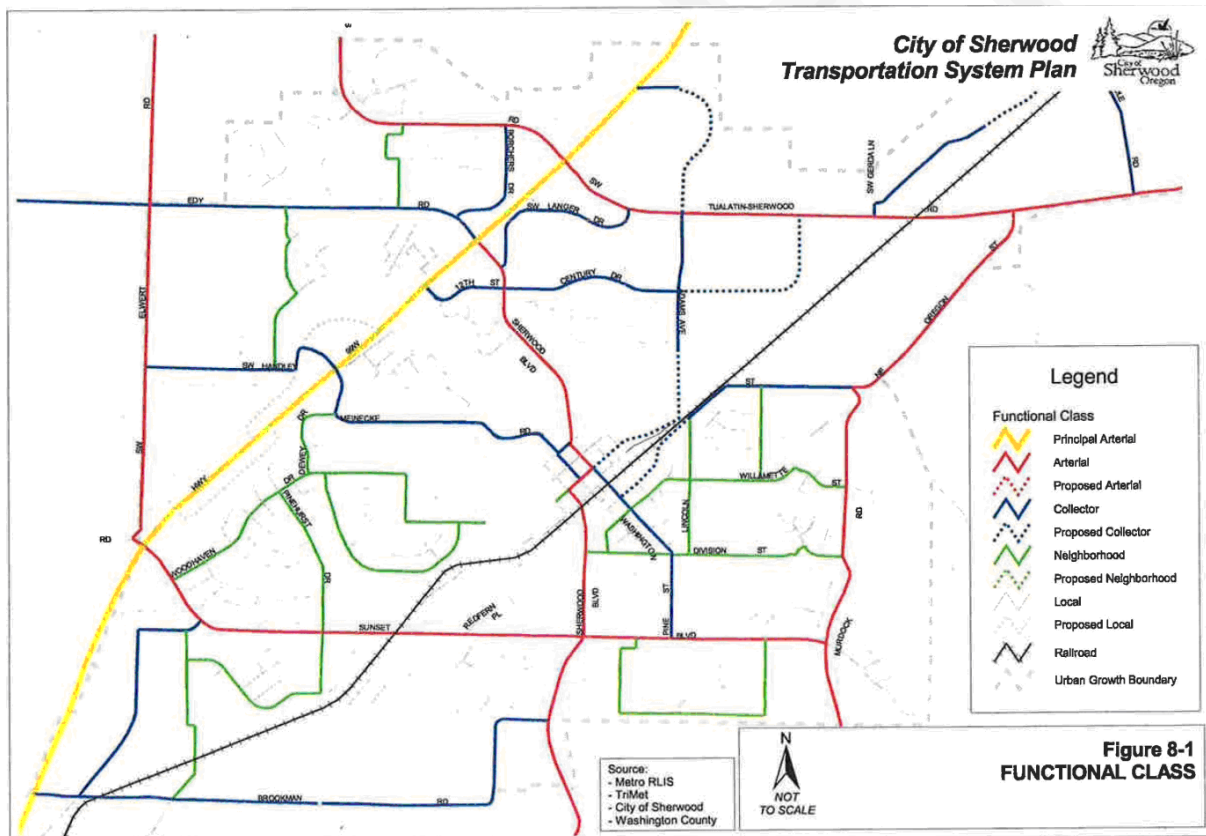 City of Sherwood
Transportation System Plan
City of
Sherwood
Oregon
RD
RD
BORCHERS
DR
SW
SW GERDA LN
RD
EDY
RD
SW LANGER
DR
TUALATIN-SHERWOOD
RD
ST
12TH
ST
CENTURY
DR
ADAMS AVE
OREGON
ELWERT
SHERWOOD
BLVD
99W
NE
SW HANDLEY
ST
DR
MEINECKE
RD
DEWEY
SW
HWY
DR
PINEHURST
WILLAMETTE
ST
LINCOLN
WASHINGTON
RD
RD
WOODHAVEN
DIVISION
ST
DR
SHERWOOD
BLVD
ST
REDFERN
PL
SUNSET
PINE
BLVD
MURDOCK
BROOKMAN
RD
Legend
Functional Class
Principal Arterial
Arterial
Proposed Arterial
Collector
Proposed Collector
Neighborhood
Proposed Neighborhood
Local
Proposed Local
Railroad
Urban Growth Boundary
Source:
- Metro RLIS
- TriMet
- City of Sherwood
- Washington County
N
NOT
TO SCALE
Figure 8-1
FUNCTIONAL CLASS